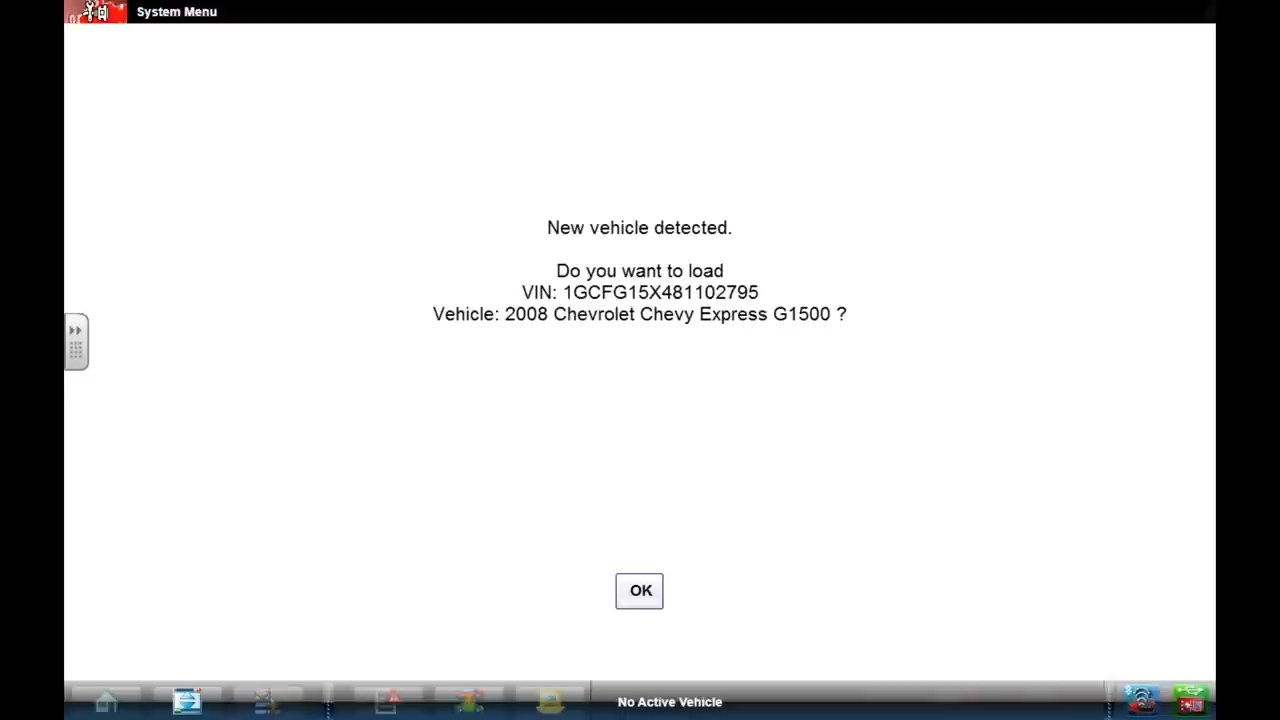 System Menu
New vehicle detected.
Do you want to load
VIN: 1GCFG15X481102795
Vehicle: 2008 Chevrolet Chevy Express G1500 ?
OK
No Active Vehicle